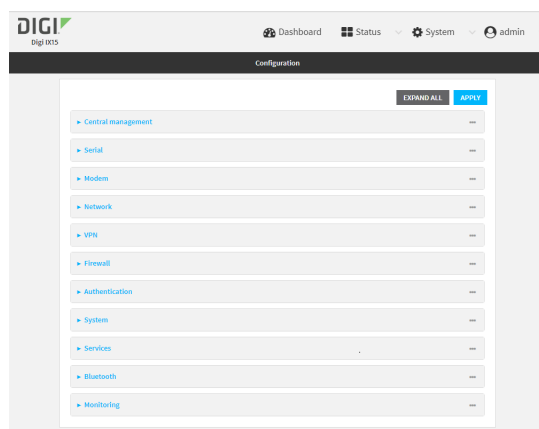 DIGI
Digi IX15
Dashboard Status System admin
Configuration
EXPAND ALL APPLY
Central management
Serial
Modem
Network
VPN
Firewall
Authentication
System
Services
Bluetooth
Monitoring